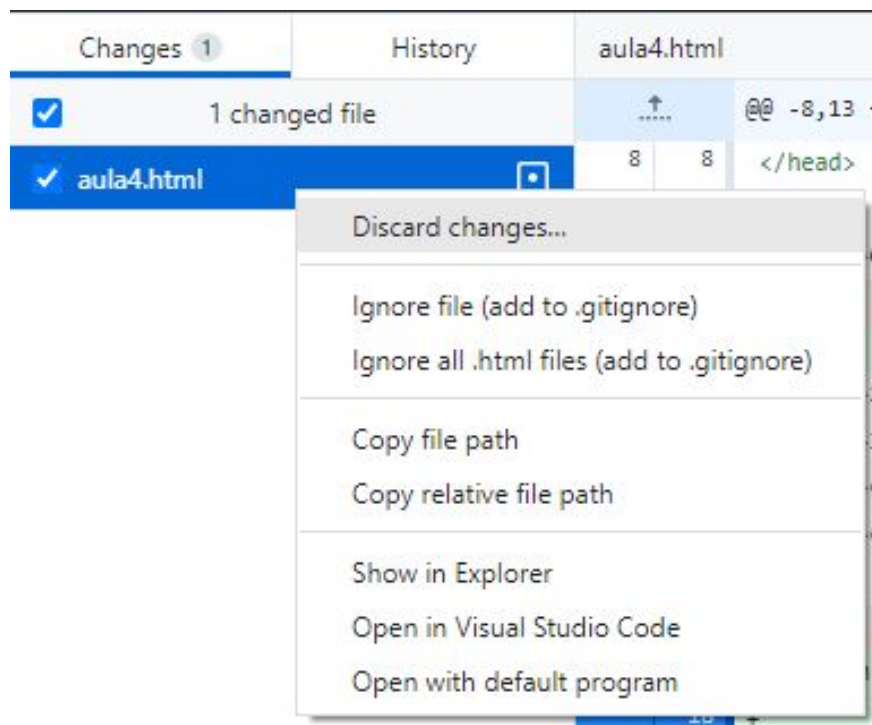 Changes 1 History aula4.html
1 changed file @@ -8,13
aula4.html 8 8 </head>
Discard changes...
Ignore file (add to .gitignore)
Ignore all .html files (add to .gitignore)
Copy file path
Copy relative file path
Show in Explorer
Open in Visual Studio Code
Open with default program
18 +